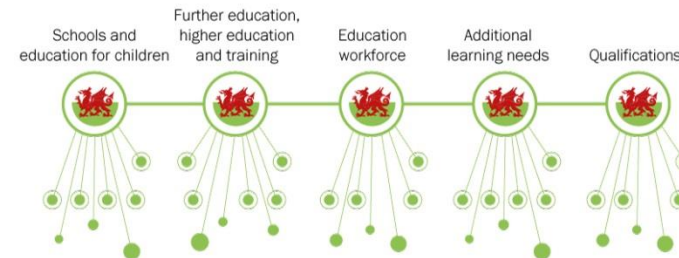 Schools and
education for children
Further education,
higher education
and training
Education
workforce
Additional
learning needs
Qualifications